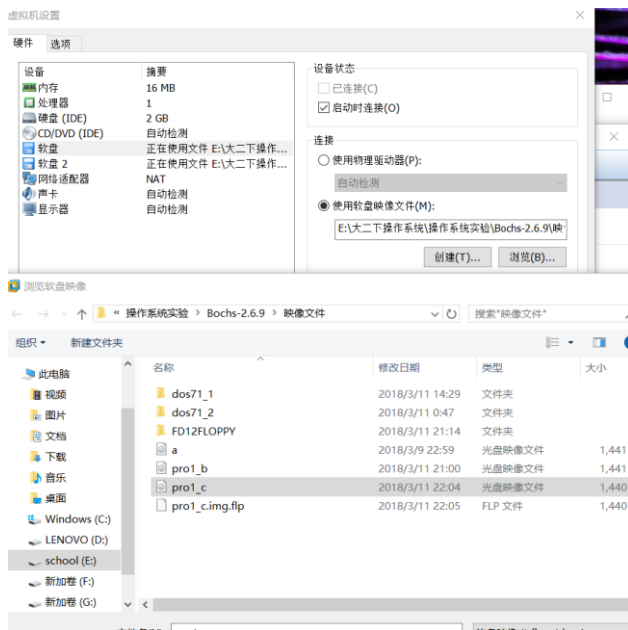 虚拟机设置
硬件 选项
设备 摘要
内存 16 MB
处理器 1
硬盘 (IDE) 2 GB
CD/DVD (IDE) 自动检测
软盘 正在使用文件 E:\大二下操作...
软盘 2 正在使用文件 E:\大二下操作...
网络适配器 NAT
声卡 自动检测
显示器 自动检测
设备状态
已连接(C)
启动时连接(O)
连接
使用物理驱动器(P):
自动检测
使用软盘映像文件(M):
E:\大二下操作系统\操作系统实验\Bochs-2.6.9\映
创建(T)... 浏览(B)...
浏览软盘映像
« 操作系统实验 > Bochs-2.6.9 > 映像文件 搜索"映像文件"
组织 新建文件夹
名称 修改日期 类型 大小
dos71_1 2018/3/11 14:29 文件夹
dos71_2 2018/3/11 0:47 文件夹
FD12FLOPPY 2018/3/11 21:14 文件夹
a 2018/3/9 22:59 光盘映像文件 1,441
pro1_b 2018/3/11 21:00 光盘映像文件 1,441
pro1_c 2018/3/11 22:04 光盘映像文件 1,440
pro1_c.img.flp 2018/3/11 22:05 FLP 文件 1,440
此电脑
视频
图片
文档
下载
音乐
桌面
Windows (C:)
LENOVO (D:)
school (E:)
新加卷 (F:)
新加卷 (G:)